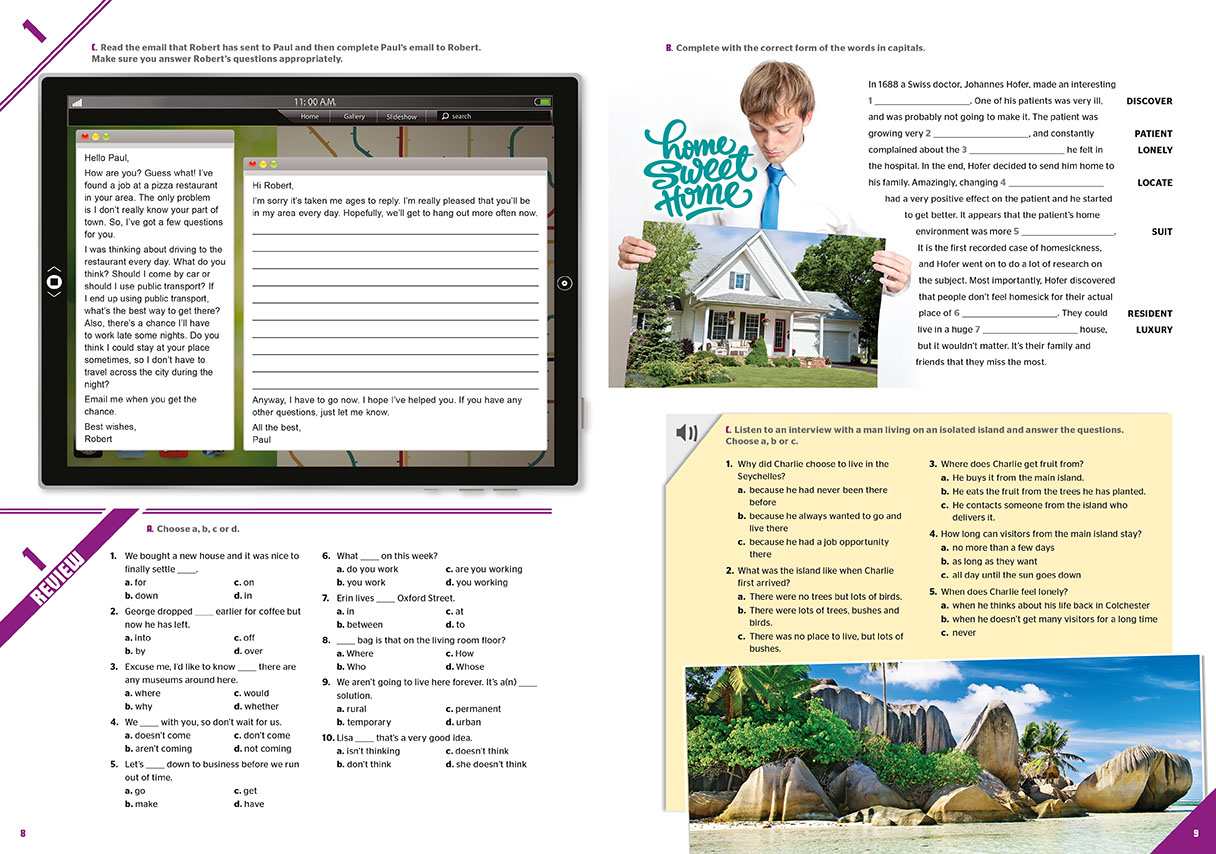 1
C. Read the email that Robert has sent to Paul and then complete Paul's email to Robert.
Make sure you answer Robert's questions appropriately.
11:00 A.M.
Home Gallery Slideshow search
Hello Paul,
How are you? Guess what! I've
found a job at a pizza restaurant
in your area. The only problem
is I don't really know your part of
town. So, I've got a few questions
for you.
I was thinking about driving to the
restaurant every day. What do you
think? Should I come by car or
should I use public transport? If
I end up using public transport,
what's the best way to get there?
Also, there's a chance I'll have
to work late some nights. Do you
think I could stay at your place
sometimes, so I don't have to
travel across the city during the
night?
Email me when you get the
chance.
Best wishes,
Robert
Hi Robert,
I'm sorry it's taken me ages to reply. I'm really pleased that you'll be
in my area every day. Hopefully, we'll get to hang out more often now.
Anyway, I have to go now. I hope I've helped you. If you have any
other questions, just let me know.
All the best,
Paul
1
REVIEW
A. Choose a, b, c or d.
1. We bought a new house and it was nice to
finally settle ____.
a. for c. on
b. down d. in
2. George dropped ____ earlier for coffee but
now he has left.
a. into c. off
b. by d. over
3. Excuse me, I'd like to know ____ there are
any museums around here.
a. where c. would
b. why d. whether
4. We ____ with you, so don't wait for us.
a. doesn't come c. don't come
b. aren't coming d. not coming
5. Let's ____ down to business before we run
out of time.
a. go c. get
b. make d. have
6. What ____ on this week?
a. do you work c. are you working
b. you work d. you working
7. Erin lives ____ Oxford Street.
a. in c. at
b. between d. to
8. ____ bag is that on the living room floor?
a. Where c. How
b. Who d. Whose
9. We aren't going to live here forever. It's a(n) ____
solution.
a. rural c. permanent
b. temporary d. urban
10. Lisa ____ that's a very good idea.
a. isn't thinking c. doesn't think
b. don't think d. she doesn't think
8
B. Complete with the correct form of the words in capitals.
home
Sweet
Home
In 1688 a Swiss doctor, Johannes Hofer, made an interesting
1 ____________________. One of his patients was very ill, DISCOVER
and was probably not going to make it. The patient was
growing very 2 ____________________, and constantly PATIENT
complained about the 3 ____________________ he felt in LONELY
the hospital. In the end, Hofer decided to send him home to
his family. Amazingly, changing 4 ____________________ LOCATE
had a very positive effect on the patient and he started
to get better. It appears that the patient's home
environment was more 5 ____________________. SUIT
It is the first recorded case of homesickness,
and Hofer went on to do a lot of research on
the subject. Most importantly, Hofer discovered
that people don't feel homesick for their actual
place of 6 ____________________. They could RESIDENT
live in a huge 7 ____________________ house, LUXURY
but it wouldn't matter. It's their family and
friends that they miss the most.
C. Listen to an interview with a man living on an isolated island and answer the questions.
Choose a, b or c.
1. Why did Charlie choose to live in the
Seychelles?
a. because he had never been there
before
b. because he always wanted to go and
live there
c. because he had a job opportunity
there
2. What was the island like when Charlie
first arrived?
a. There were no trees but lots of birds.
b. There were lots of trees, bushes and
birds.
c. There was no place to live, but lots of
bushes.
3. Where does Charlie get fruit from?
a. He buys it from the main island.
b. He eats the fruit from the trees he has planted.
c. He contacts someone from the island who
delivers it.
4. How long can visitors from the main island stay?
a. no more than a few days
b. as long as they want
c. all day until the sun goes down
5. When does Charlie feel lonely?
a. when he thinks about his life back in Colchester
b. when he doesn't get many visitors for a long time
c. never
9